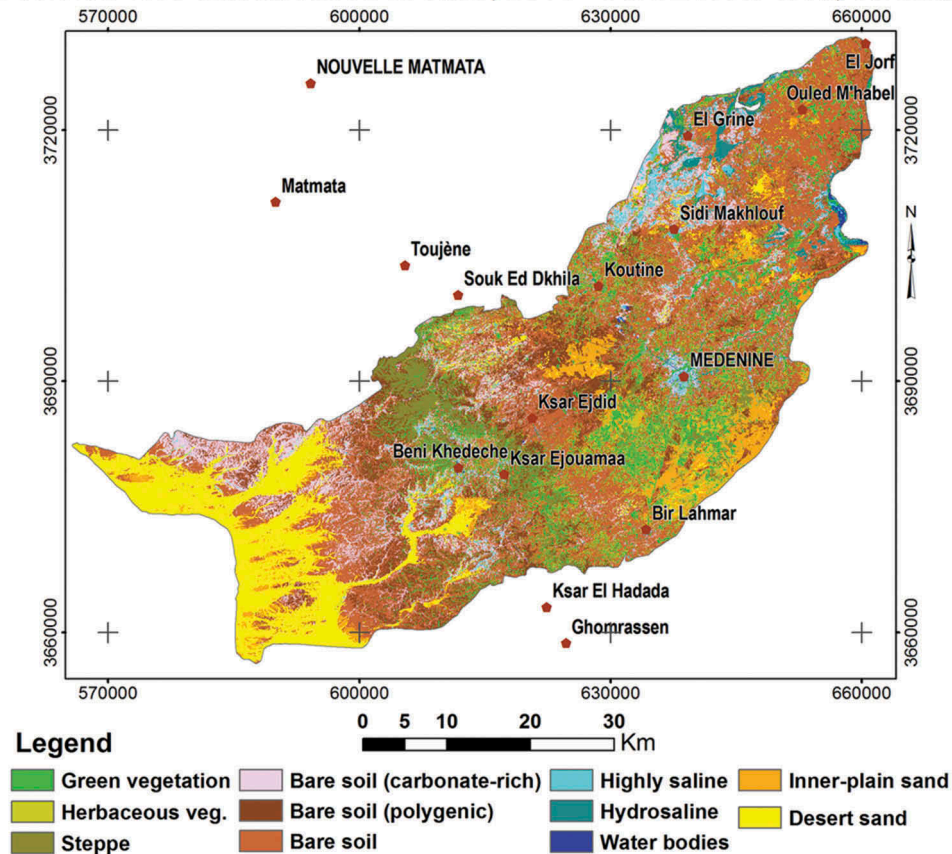 570000 600000 630000 660000
NOUVELLE MATMATA
El Jorf
Ouled M'habel
El Grine
3720000 3720000
Matmata
Sidi Makhlouf
N
Toujène
Souk Ed Dkhila
Koutine
MEDENINE
3690000 3690000
Ksar Ejdid
Beni Khedeche
Ksar Ejouamaa
Bir Lahmar
Ksar El Hadada
Ghomrassen
3660000 3660000
570000 600000 630000 660000
0 5 10 20 30
Km
Legend
Green vegetation Bare soil (carbonate-rich) Highly saline Inner-plain sand
Herbaceous veg. Bare soil (polygenic) Hydrosaline Desert sand
Steppe Bare soil Water bodies